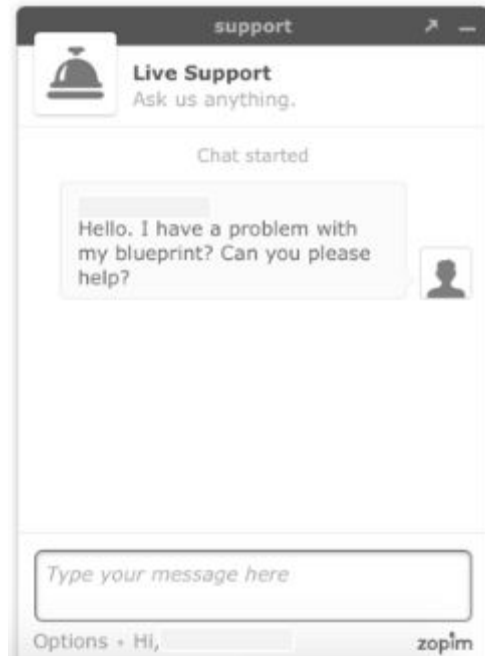 support
Live Support
Ask us anything.
Chat started
Hello. I have a problem with
my blueprint? Can you please
help?
Type your message here
Options • Hi,
zopim